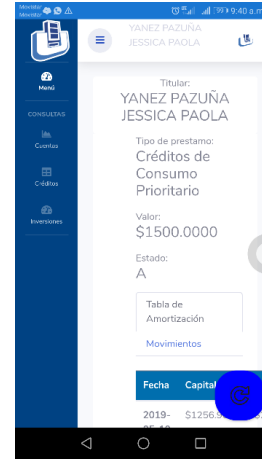 Movistar
Movistar
9:40 a.m
YANEZ PAZUÑA
JESSICA PAOLA
Menú
CONSULTAS
Cuentas
Créditos
Inversiones
Titular:
YANEZ PAZUÑA
JESSICA PAOLA
Tipo de prestamo:
Créditos de
Consumo
Prioritario
Valor:
$1500.0000
Estado:
A
Tabla de
Amortización
Movimientos
Fecha Capital
2019-
$1256.9